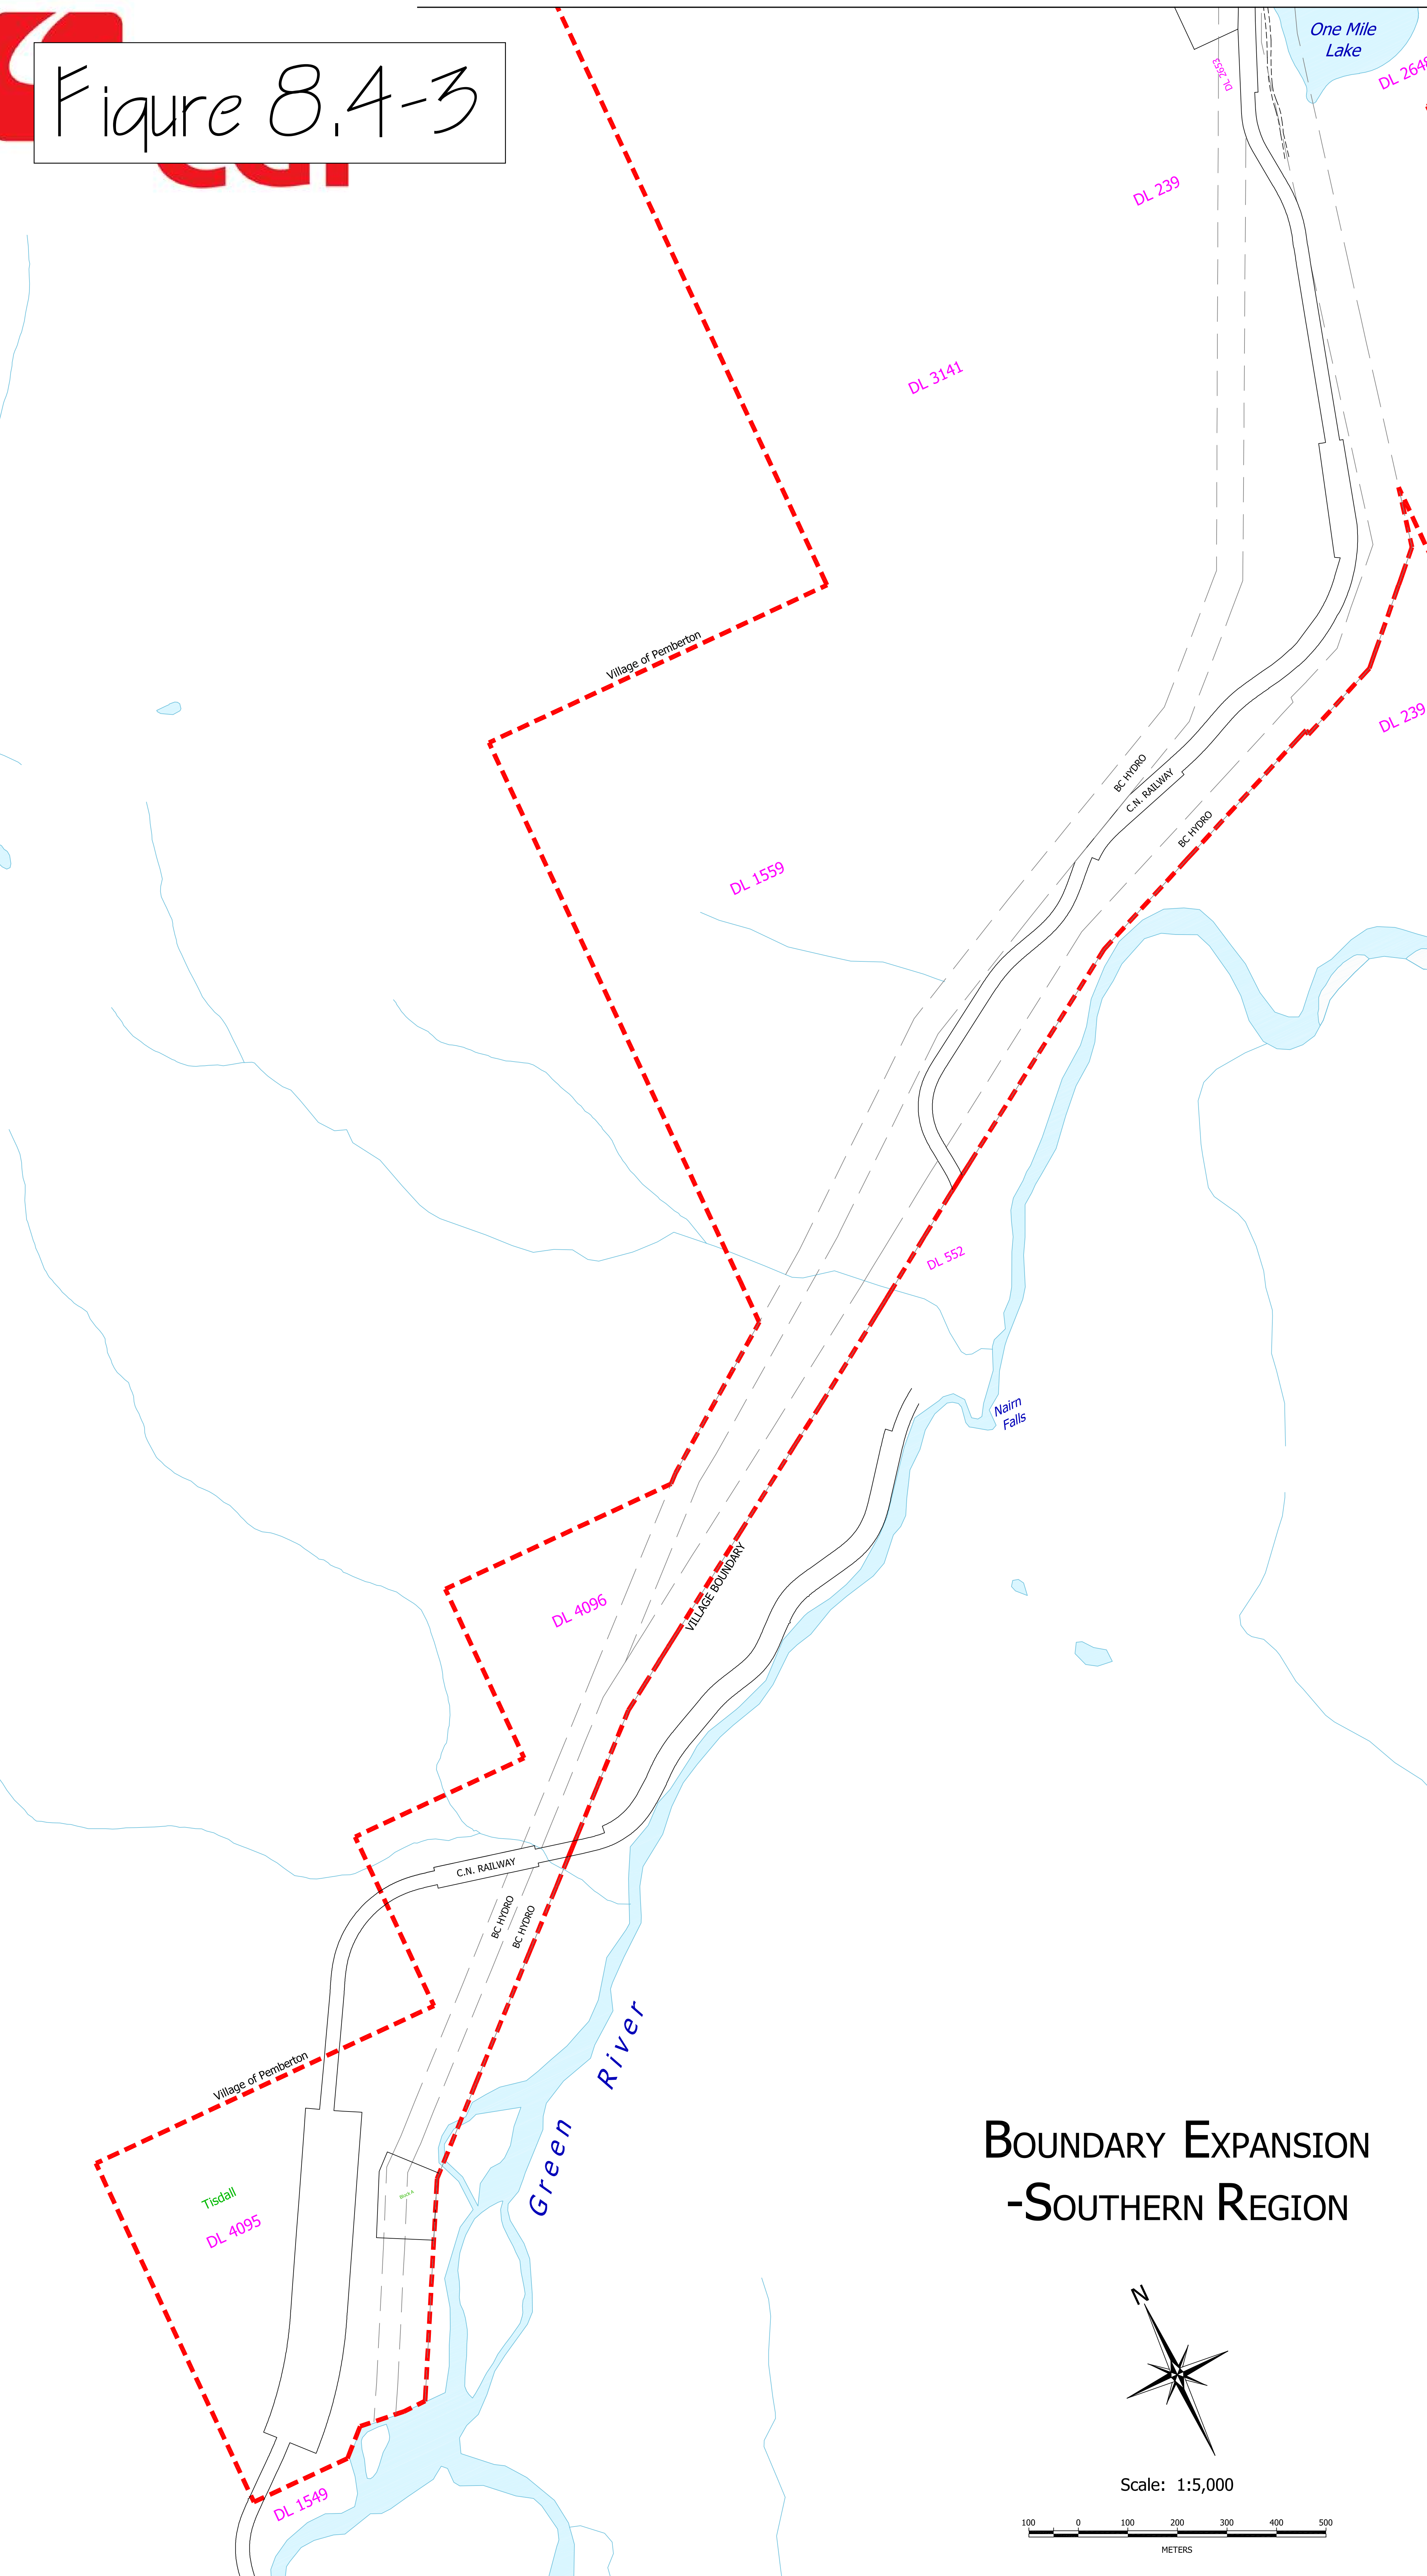 Figure 8.4-3
One Mile
Lake
DL 2653
DL 2648
DL 239
DL 3141
Village of Pemberton
DL 239
BC HYDRO
C.N. RAILWAY
BC HYDRO
DL 1559
DL 552
Nairn
Falls
VILLAGE BOUNDARY
DL 4096
C.N. RAILWAY
BC HYDRO
BC HYDRO
Green River
Village of Pemberton
BOUNDARY EXPANSION
-SOUTHERN REGION
Tisdall
DL 4095
N
Scale: 1:5,000
DL 1549
100 0 100 200 300 400 500
METERS